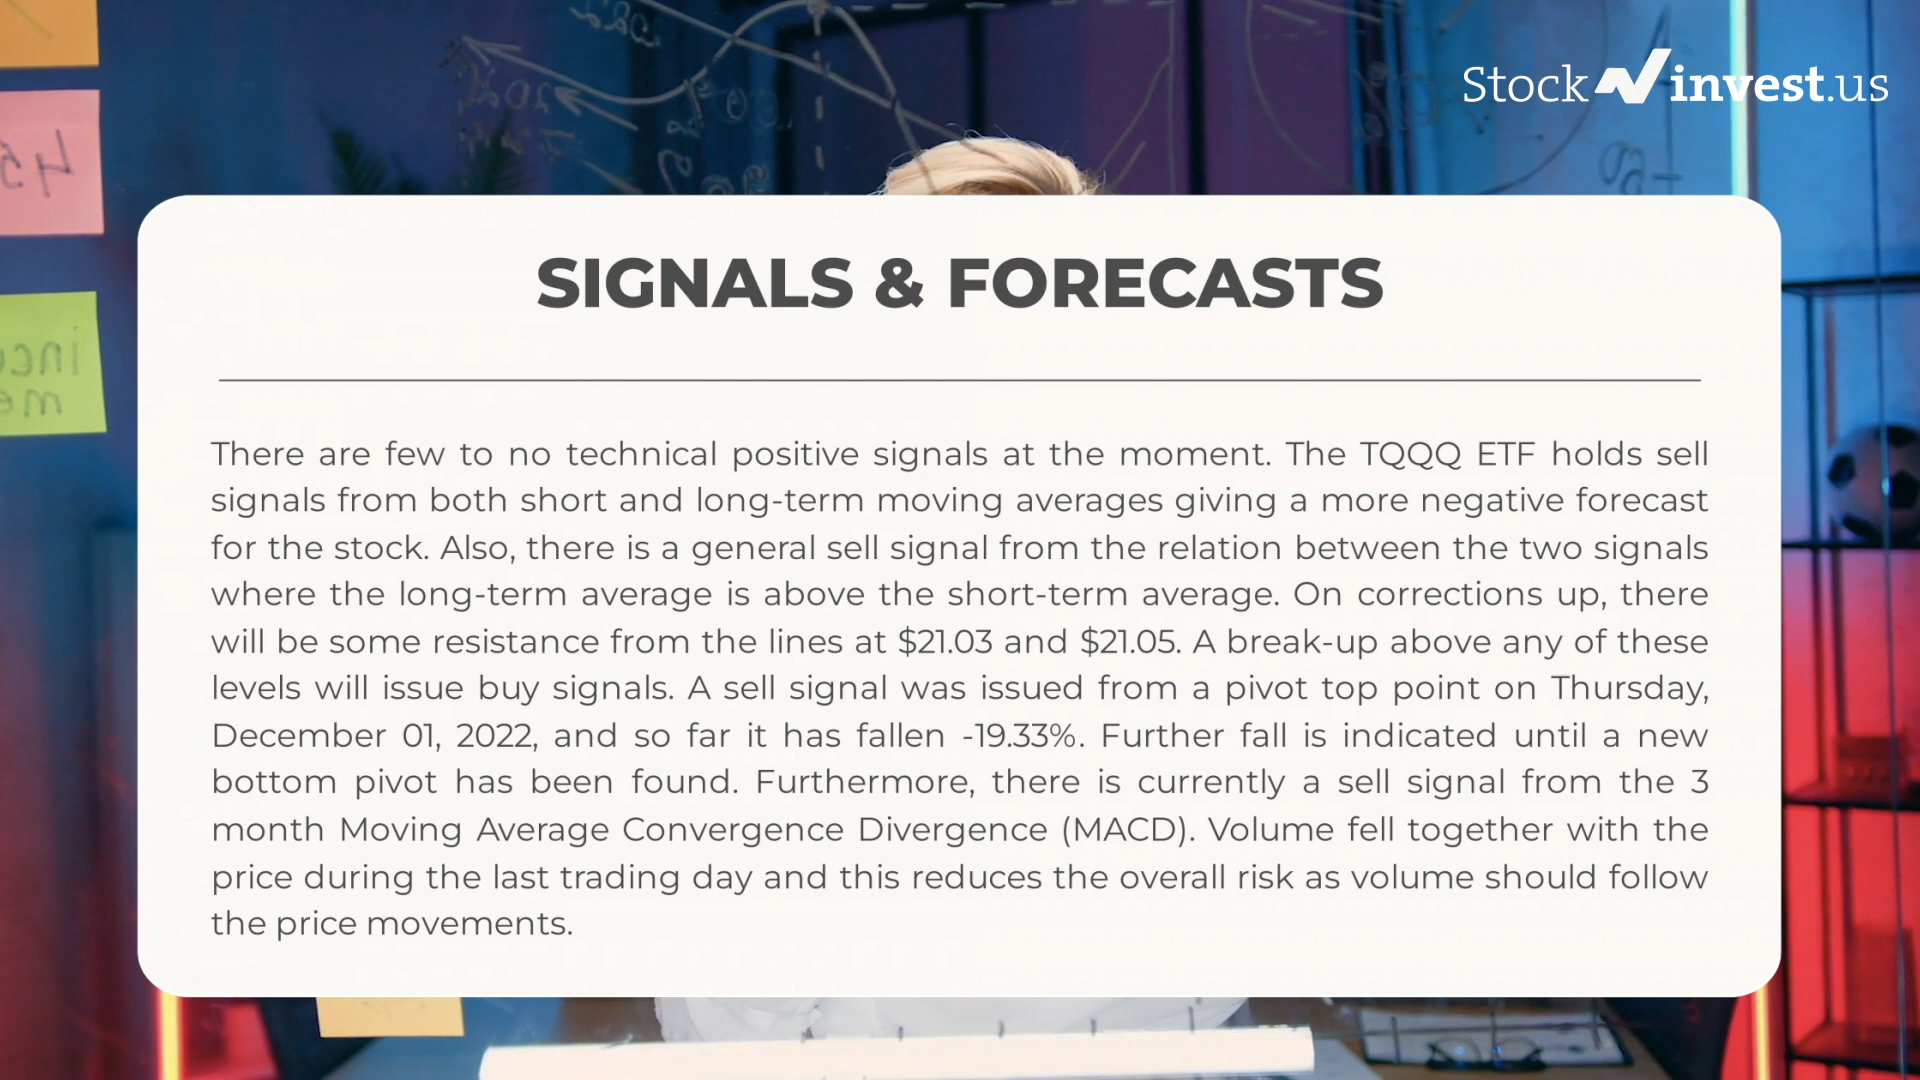 Stock invest.us
SIGNALS & FORECASTS
There are few to no technical positive signals at the moment. The TQQQ ETF holds sell
signals from both short and long-term moving averages giving a more negative forecast
for the stock. Also, there is a general sell signal from the relation between the two signals
where the long-term average is above the short-term average. On corrections up, there
will be some resistance from the lines at $21.03 and $21.05. A break-up above any of these
levels will issue buy signals. A sell signal was issued from a pivot top point on Thursday,
December 01, 2022, and so far it has fallen -19.33%. Further fall is indicated until a new
bottom pivot has been found. Furthermore, there is currently a sell signal from the 3
month Moving Average Convergence Divergence (MACD). Volume fell together with the
price during the last trading day and this reduces the overall risk as volume should follow
the price movements.